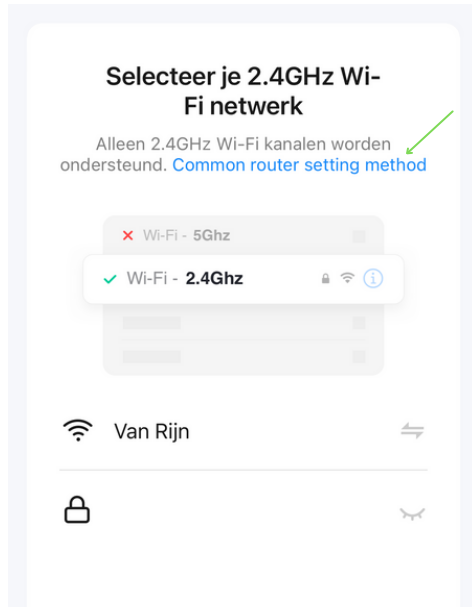 Selecteer je 2.4GHz Wi-
Fi netwerk
Alleen 2.4GHz Wi-Fi kanalen worden
ondersteund. Common router setting method
Wi-Fi - 5Ghz
Wi-Fi - 2.4Ghz
Van Rijn